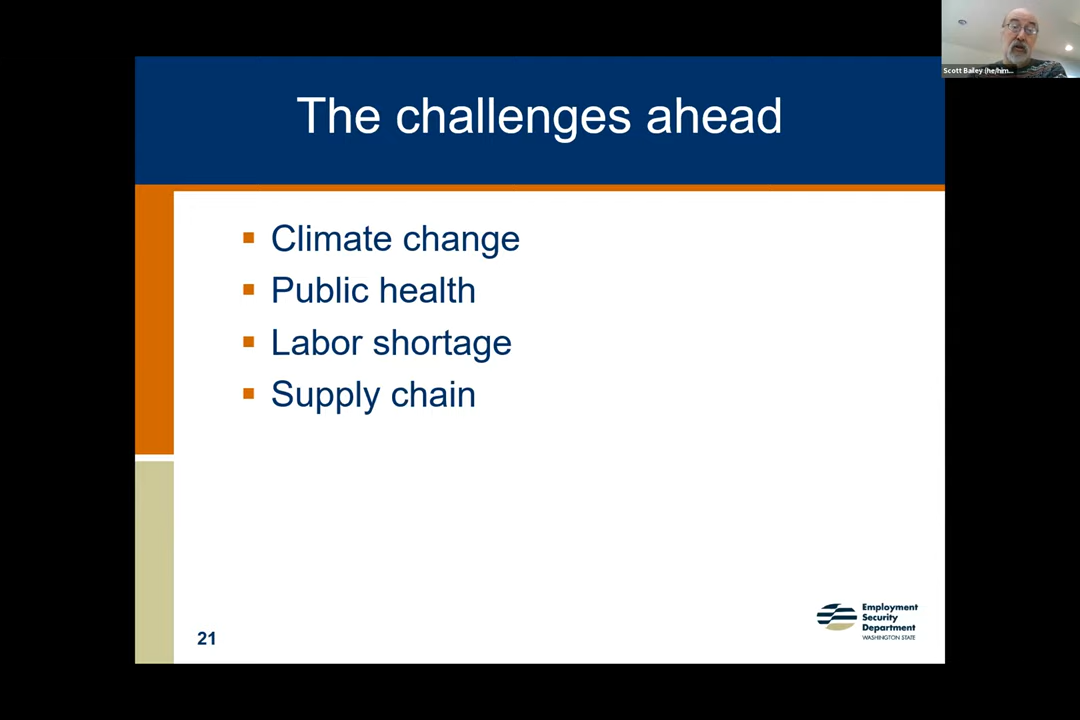 Scott Bailey (he/him...
The challenges ahead
Climate change
Public health
Labor shortage
Supply chain
21
Employment
Security
Department
WASHINGTON STATE